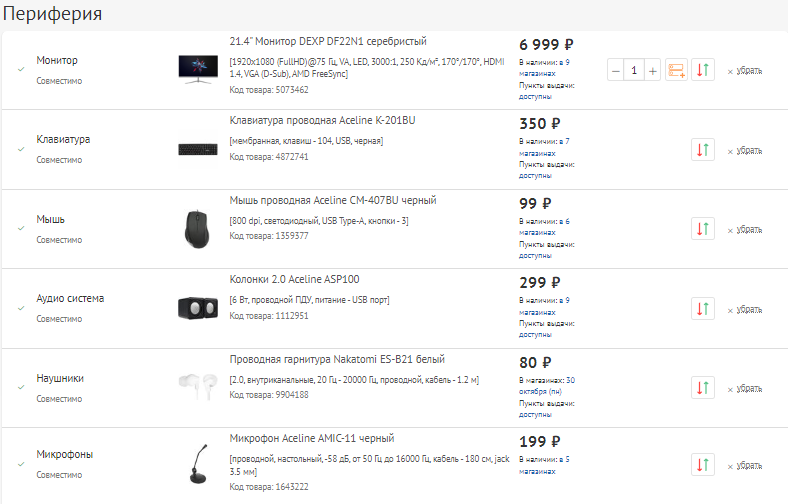 Периферия
Монитор
Совместимо
21.4" Монитор DEXP DF22N1 серебристый
[1920x1080 (FullHD)@75 Гц, VA, LED, 3000:1, 250 Кд/м², 170°/170°, HDMI
1.4, VGA (D-Sub), AMD FreeSync]
Код товара: 5073462
6 999 ₽
В наличии: в 9
магазинах
Пункты выдачи:
доступны
– 1 +
× убрать
Клавиатура
Совместимо
Клавиатура проводная Aceline K-201BU
[мембранная, клавиш - 104, USB, черная]
Код товара: 4872741
350 ₽
В наличии: в 7
магазинах
Пункты выдачи:
доступны
× убрать
Мышь
Совместимо
Мышь проводная Aceline CM-407BU черный
[800 dpi, светодиодный, USB Type-A, кнопки - 3]
Код товара: 1359377
99 ₽
В наличии: в 6
магазинах
Пункты выдачи:
доступны
× убрать
Аудио система
Совместимо
Колонки 2.0 Aceline ASP100
[6 Вт, проводной ПДУ, питание - USB порт]
Код товара: 1112951
299 ₽
В наличии: в 9
магазинах
Пункты выдачи:
доступны
× убрать
Наушники
Совместимо
Проводная гарнитура Nakatomi ES-B21 белый
[2.0, внутриканальные, 20 Гц - 20000 Гц, проводной, кабель - 1.2 м]
Код товара: 9904188
80 ₽
В магазинах: 30
октября (пн)
Пункты выдачи:
доступны
× убрать
Микрофоны
Совместимо
Микрофон Aceline AMIC-11 черный
[проводной, настольный, -58 дБ, от 50 Гц до 16000 Гц, кабель - 180 см, jack
3.5 мм]
Код товара: 1643222
199 ₽
В наличии: в 5
магазинах
× убрать